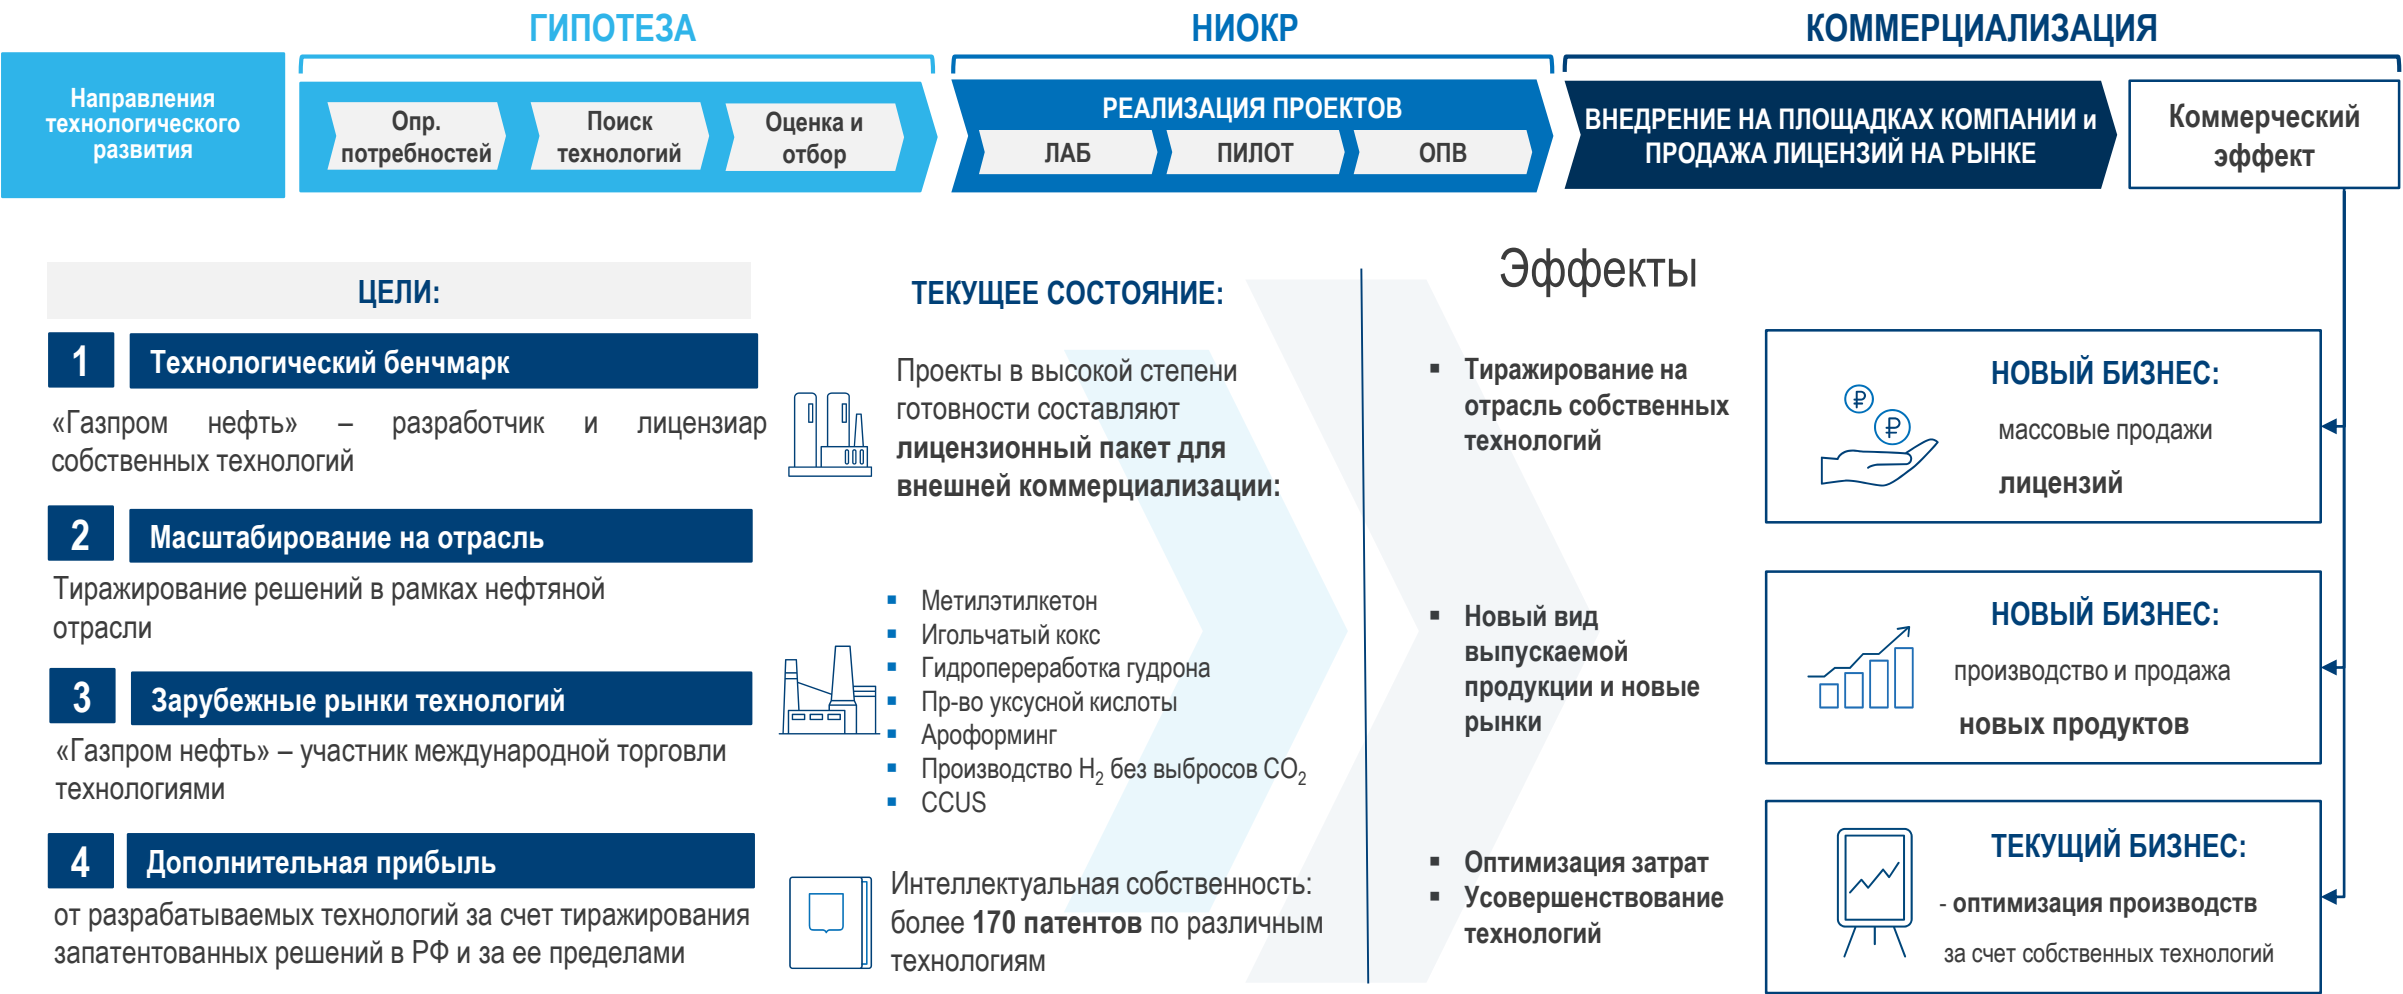 ГИПОТЕЗА
НИОКР
КОММЕРЦИАЛИЗАЦИЯ
Направления
технологического
развития
Опр.
потребностей
Поиск
технологий
Оценка и
отбор
РЕАЛИЗАЦИЯ ПРОЕКТОВ
ЛАБ
ПИЛОТ
ОПВ
ВНЕДРЕНИЕ НА ПЛОЩАДКАХ КОМПАНИИ и
ПРОДАЖА ЛИЦЕНЗИЙ НА РЫНКЕ
Коммерческий
эффект
ЦЕЛИ:
1
Технологический бенчмарк
«Газпром нефть» – разработчик и лицензиар
собственных технологий
2
Масштабирование на отрасль
Тиражирование решений в рамках нефтяной
отрасли
3
Зарубежные рынки технологий
«Газпром нефть» – участник международной торговли
технологиями
4
Дополнительная прибыль
от разрабатываемых технологий за счет тиражирования
запатентованных решений в РФ и за ее пределами
ТЕКУЩЕЕ СОСТОЯНИЕ:
Проекты в высокой степени
готовности составляют
лицензионный пакет для
внешней коммерциализации:
▪ Метилэтилкетон
▪ Игольчатый кокс
▪ Гидропереработка гудрона
▪ Пр-во уксусной кислоты
▪ Ароформинг
▪ Производство H₂ без выбросов CO₂
▪ CCUS
Интеллектуальная собственность:
более 170 патентов по различным
технологиям
Эффекты
▪ Тиражирование на
отрасль собственных
технологий
▪ Новый вид
выпускаемой
продукции и новые
рынки
▪ Оптимизация затрат
▪ Усовершенствование
технологий
НОВЫЙ БИЗНЕС:
массовые продажи
лицензий
НОВЫЙ БИЗНЕС:
производство и продажа
новых продуктов
ТЕКУЩИЙ БИЗНЕС:
- оптимизация производств
за счет собственных технологий